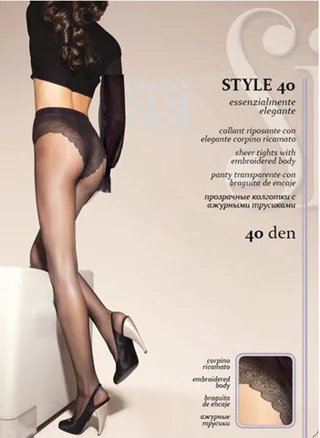 SiSi
STYLE 40
essenzialmente
elegante
collant riposante con
elegante corpino ricamato
sheer tights with
embroidered body
panty transparente con
braguita de encaje
прозрачные колготки с
ажурными трусиками
40 den
corpino
ricamato
embroidered
body
braguita
de encaje
ажурные
трусики